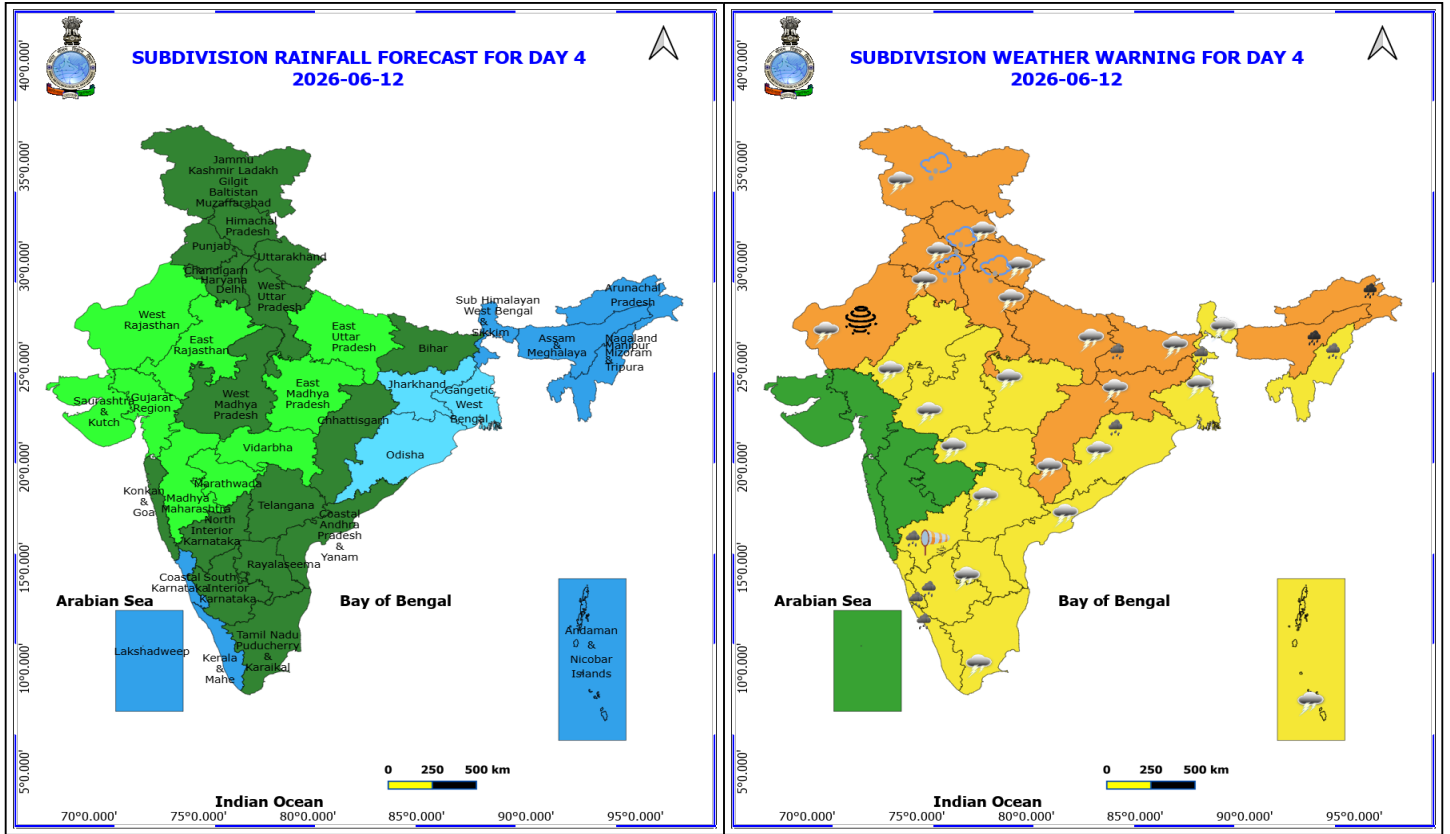 SUBDIVISION RAINFALL FORECAST FOR DAY 4
2026-06-12
40°0.000'
35°0.000'
30°0.000'
25°0.000'
20°0.000'
15°0.000'
10°0.000'
5°0.000'
Jammu
Kashmir Ladakh
Gilgit
Baltistan
Muzaffarabad
Himachal
Pradesh
Punjab
Uttarakhand
Chandigarh
Haryana
Delhi
West
Uttar
Pradesh
West
Rajasthan
East
Rajasthan
East
Uttar
Pradesh
Bihar
Sub Himalayan
West Bengal
&
Sikkim
Arunachal
Pradesh
Assam
&
Meghalaya
Nagaland
Manipur
Mizoram
&
Tripura
Saurashtra
&
Kutch
Gujarat
Region
West
Madhya
Pradesh
East
Madhya
Pradesh
Jharkhand
Gangetic
West
Bengal
Chhattisgarh
Odisha
Vidarbha
Marathwada
Madhya
Maharashtra
Konkan
&
Goa
Telangana
North
Interior
Karnataka
Coastal
Andhra
Pradesh
&
Yanam
Rayalaseema
Coastal
Karnataka
South
Interior
Karnataka
Arabian Sea
Bay of Bengal
Lakshadweep
Kerala
&
Mahe
Tamil Nadu
Puducherry
&
Karaikal
Andaman
&
Nicobar
Islands
0 250 500 km
Indian Ocean
70°0.000' 75°0.000' 80°0.000' 85°0.000' 90°0.000' 95°0.000'
SUBDIVISION WEATHER WARNING FOR DAY 4
2026-06-12
40°0.000'
35°0.000'
30°0.000'
25°0.000'
20°0.000'
15°0.000'
10°0.000'
5°0.000'
Arabian Sea
Bay of Bengal
0 250 500 km
Indian Ocean
70°0.000' 75°0.000' 80°0.000' 85°0.000' 90°0.000' 95°0.000'